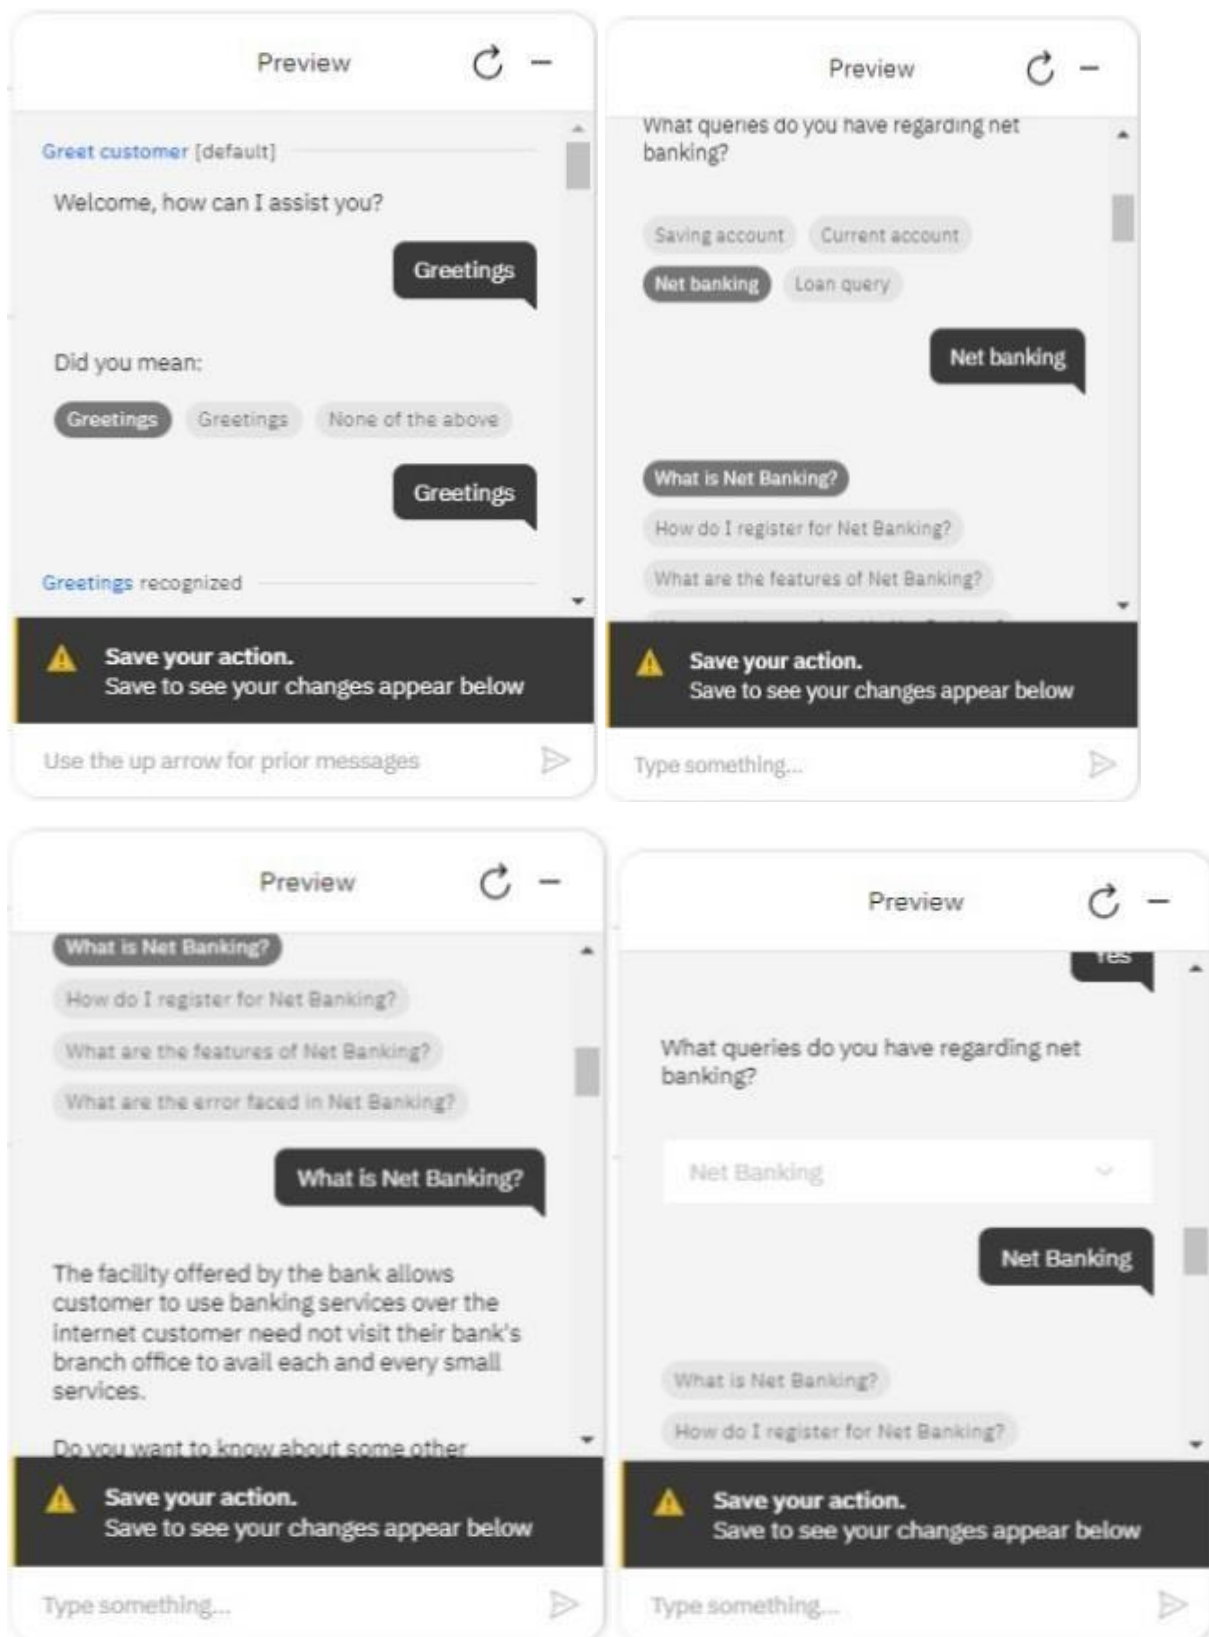 Preview
Greet customer [default]
Welcome, how can I assist you?
Greetings
Did you mean:
Greetings Greetings None of the above
Greetings
Greetings recognized
Save your action.
Save to see your changes appear below
Use the up arrow for prior messages
Preview
What queries do you have regarding net
banking?
Saving account Current account
Net banking Loan query
Net banking
What is Net Banking?
How do I register for Net Banking?
What are the features of Net Banking?
Save your action.
Save to see your changes appear below
Type something...
Preview
What is Net Banking?
How do I register for Net Banking?
What are the features of Net Banking?
What are the error faced in Net Banking?
What is Net Banking?
The facility offered by the bank allows
customer to use banking services over the
internet customer need not visit their bank's
branch office to avail each and every small
services.
Do you want to know about some other
Save your action.
Save to see your changes appear below
Type something...
Preview
Yes
What queries do you have regarding net
banking?
Net Banking
Net Banking
What is Net Banking?
How do I register for Net Banking?
Save your action.
Save to see your changes appear below
Type something...